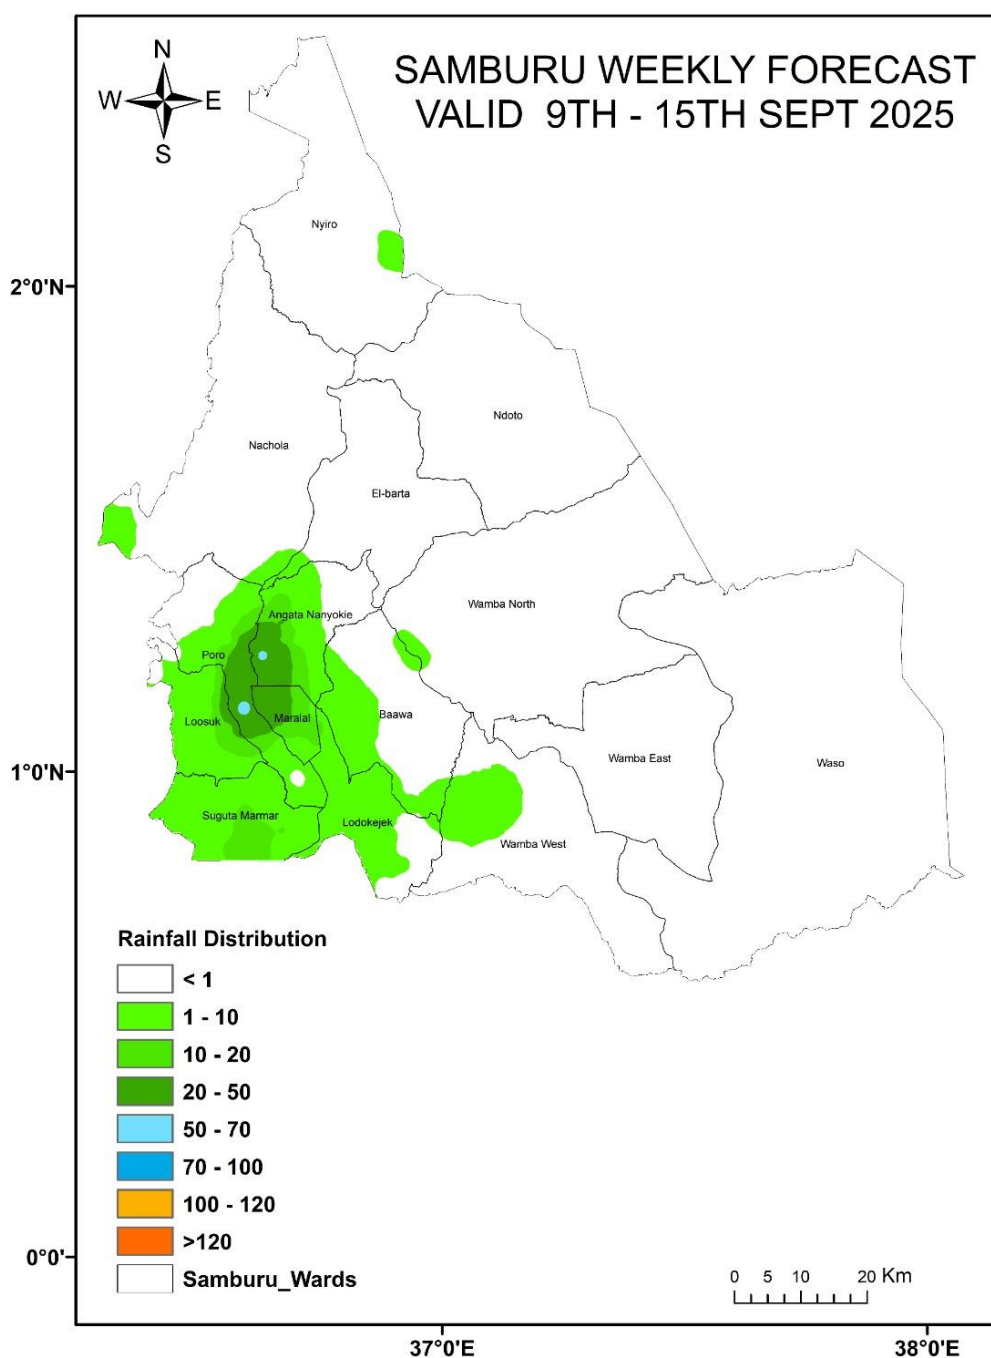 SAMBURU WEEKLY FORECAST
VALID 9TH - 15TH SEPT 2025
N
W E
S
Nyiro
2°0'N
Ndoto
Nachola
El-barta
Wamba North
Angata Nanyokie
Poro
Baawa
Loosuk
Maralal
1°0'N
Wamba East
Waso
Suguta Marmar
Lodokejek
Wamba West
Rainfall Distribution
< 1
1 - 10
10 - 20
20 - 50
50 - 70
70 - 100
100 - 120
>120
0°0'
Samburu_Wards
0 5 10 20 Km
37°0'E 38°0'E